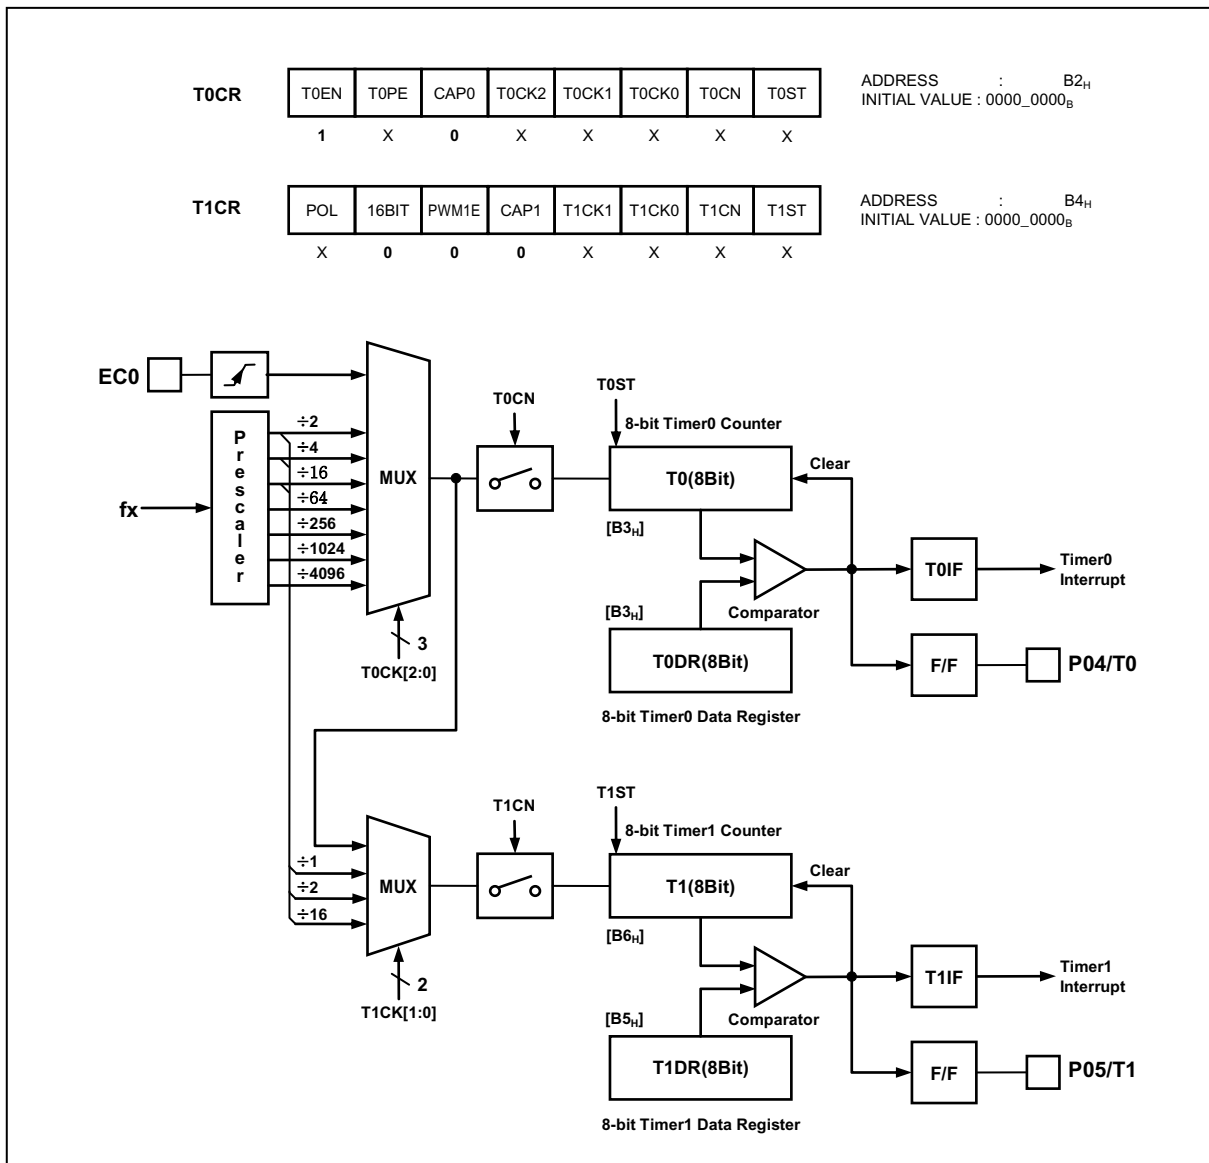 T0CR T0EN T0PE CAP0 T0CK2 T0CK1 T0CK0 T0CN T0ST ADDRESS : B2H
INITIAL VALUE : 0000_0000B
1 X 0 X X X X X
T1CR POL 16BIT PWM1E CAP1 T1CK1 T1CK0 T1CN T1ST ADDRESS : B4H
INITIAL VALUE : 0000_0000B
X 0 0 0 X X X X
EC0
fx
Prescaler
÷2
÷4
÷16
÷64
÷256
÷1024
÷4096
MUX
3
T0CK[2:0]
T0CN
T0ST
8-bit Timer0 Counter
T0(8Bit)
Clear
[B3H]
[B3H]
Comparator
T0DR(8Bit)
8-bit Timer0 Data Register
T0IF
Timer0
Interrupt
F/F
P04/T0
÷1
÷2
÷16
MUX
2
T1CK[1:0]
T1CN
T1ST
8-bit Timer1 Counter
T1(8Bit)
Clear
[B6H]
[B5H]
Comparator
T1DR(8Bit)
8-bit Timer1 Data Register
T1IF
Timer1
Interrupt
F/F
P05/T1